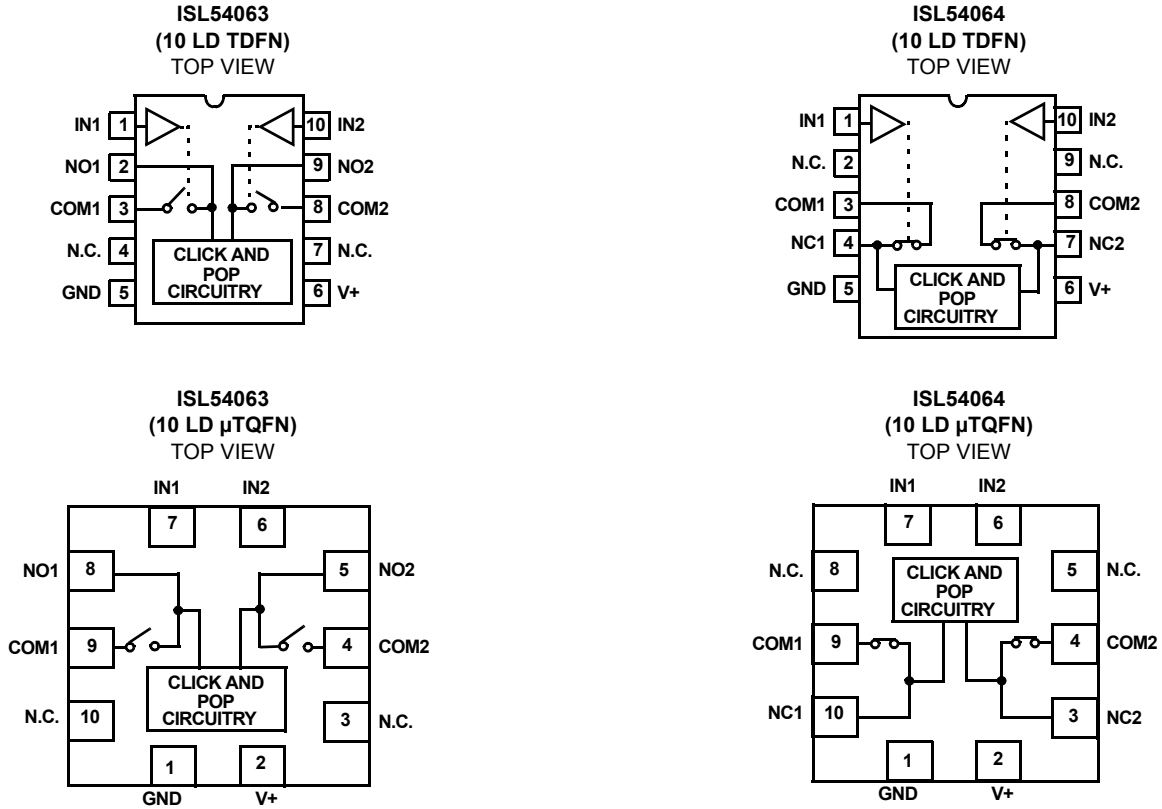 ISL54063
(10 LD TDFN)
TOP VIEW
IN1 1 10 IN2
NO1 2 9 NO2
COM1 3 8 COM2
N.C. 4 7 N.C.
CLICK AND
POP
CIRCUITRY
GND 5 6 V+
ISL54064
(10 LD TDFN)
TOP VIEW
IN1 1 10 IN2
N.C. 2 9 N.C.
COM1 3 8 COM2
NC1 4 7 NC2
CLICK AND
POP
CIRCUITRY
GND 5 6 V+
ISL54063
(10 LD µTQFN)
TOP VIEW
IN1 IN2
7 6
NO1 8 5 NO2
COM1 9 4 COM2
CLICK AND
POP
CIRCUITRY
N.C. 10 3 N.C.
1 2
GND V+
ISL54064
(10 LD µTQFN)
TOP VIEW
IN1 IN2
7 6
N.C. 8 5 N.C.
CLICK AND
POP
CIRCUITRY
COM1 9 4 COM2
NC1 10 3 NC2
1 2
GND V+